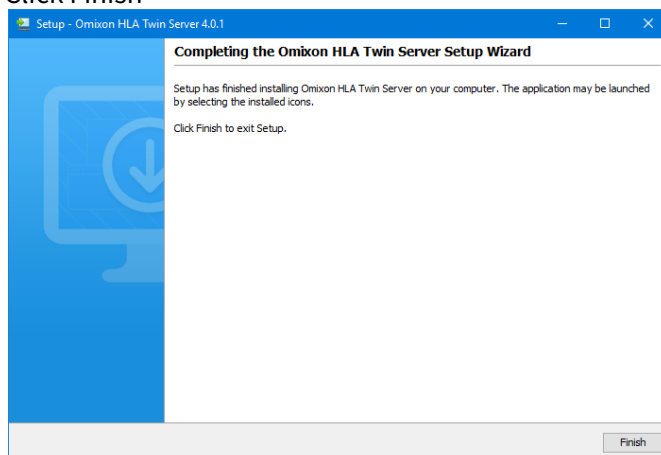 Click Finish
Setup - Omixon HLA Twin Server 4.0.1
Completing the Omixon HLA Twin Server Setup Wizard
Setup has finished installing Omixon HLA Twin Server on your computer. The application may be launched
by selecting the installed icons.
Click Finish to exit Setup.
Finish